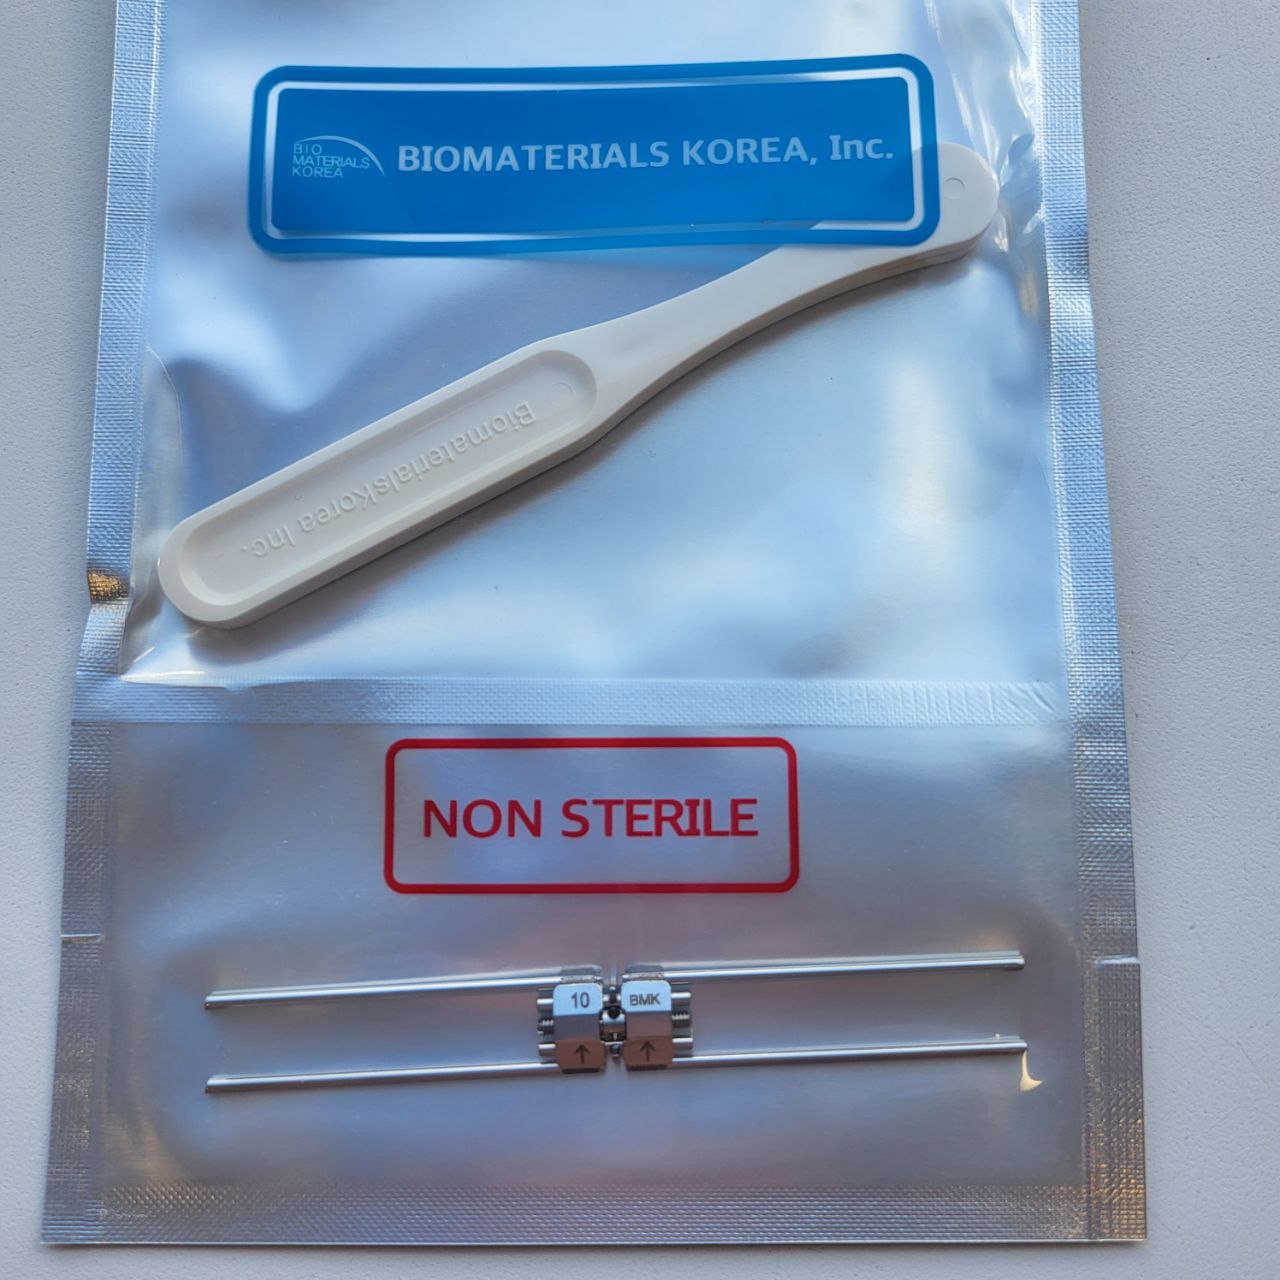 BIO
MATERIALS
KOREA
BIOMATERIALS KOREA, Inc.
BiomaterialsKorea Inc.
NON STERILE
10
BMK
↑
↑